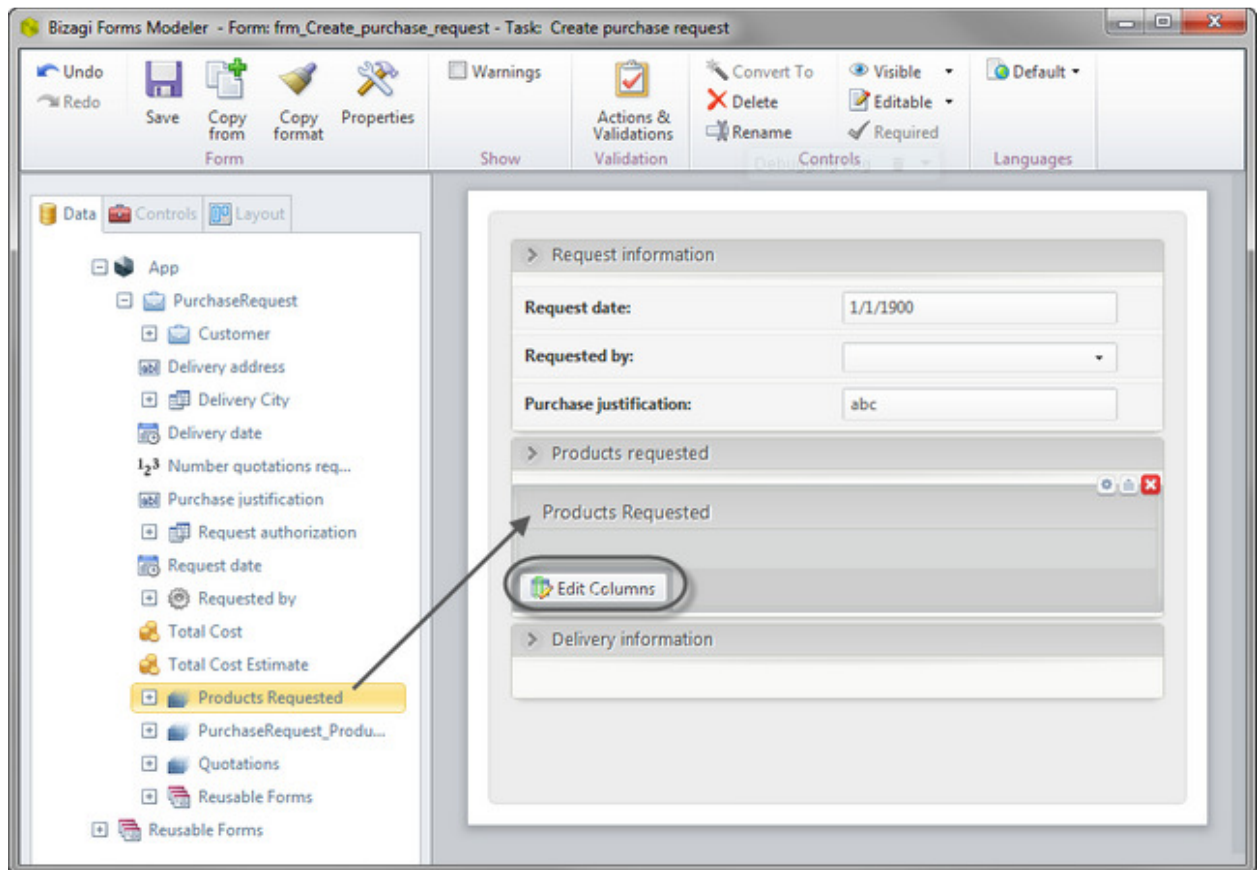 Bizagi Forms Modeler - Form: frm_Create_purchase_request - Task: Create purchase request
Undo
Redo
Save
Copy from
Copy format
Properties
Form
Warnings
Show
Actions & Validations
Validation
Convert To
Delete
Rename
Visible
Editable
Required
Controls
Default
Languages
Data
Controls
Layout
App
PurchaseRequest
Customer
Delivery address
Delivery City
Delivery date
Number quotations req...
Purchase justification
Request authorization
Request date
Requested by
Total Cost
Total Cost Estimate
Products Requested
PurchaseRequest_Produ...
Quotations
Reusable Forms
Reusable Forms
Request information
Request date: 1/1/1900
Requested by:
Purchase justification: abc
Products requested
Products Requested
Edit Columns
Delivery information